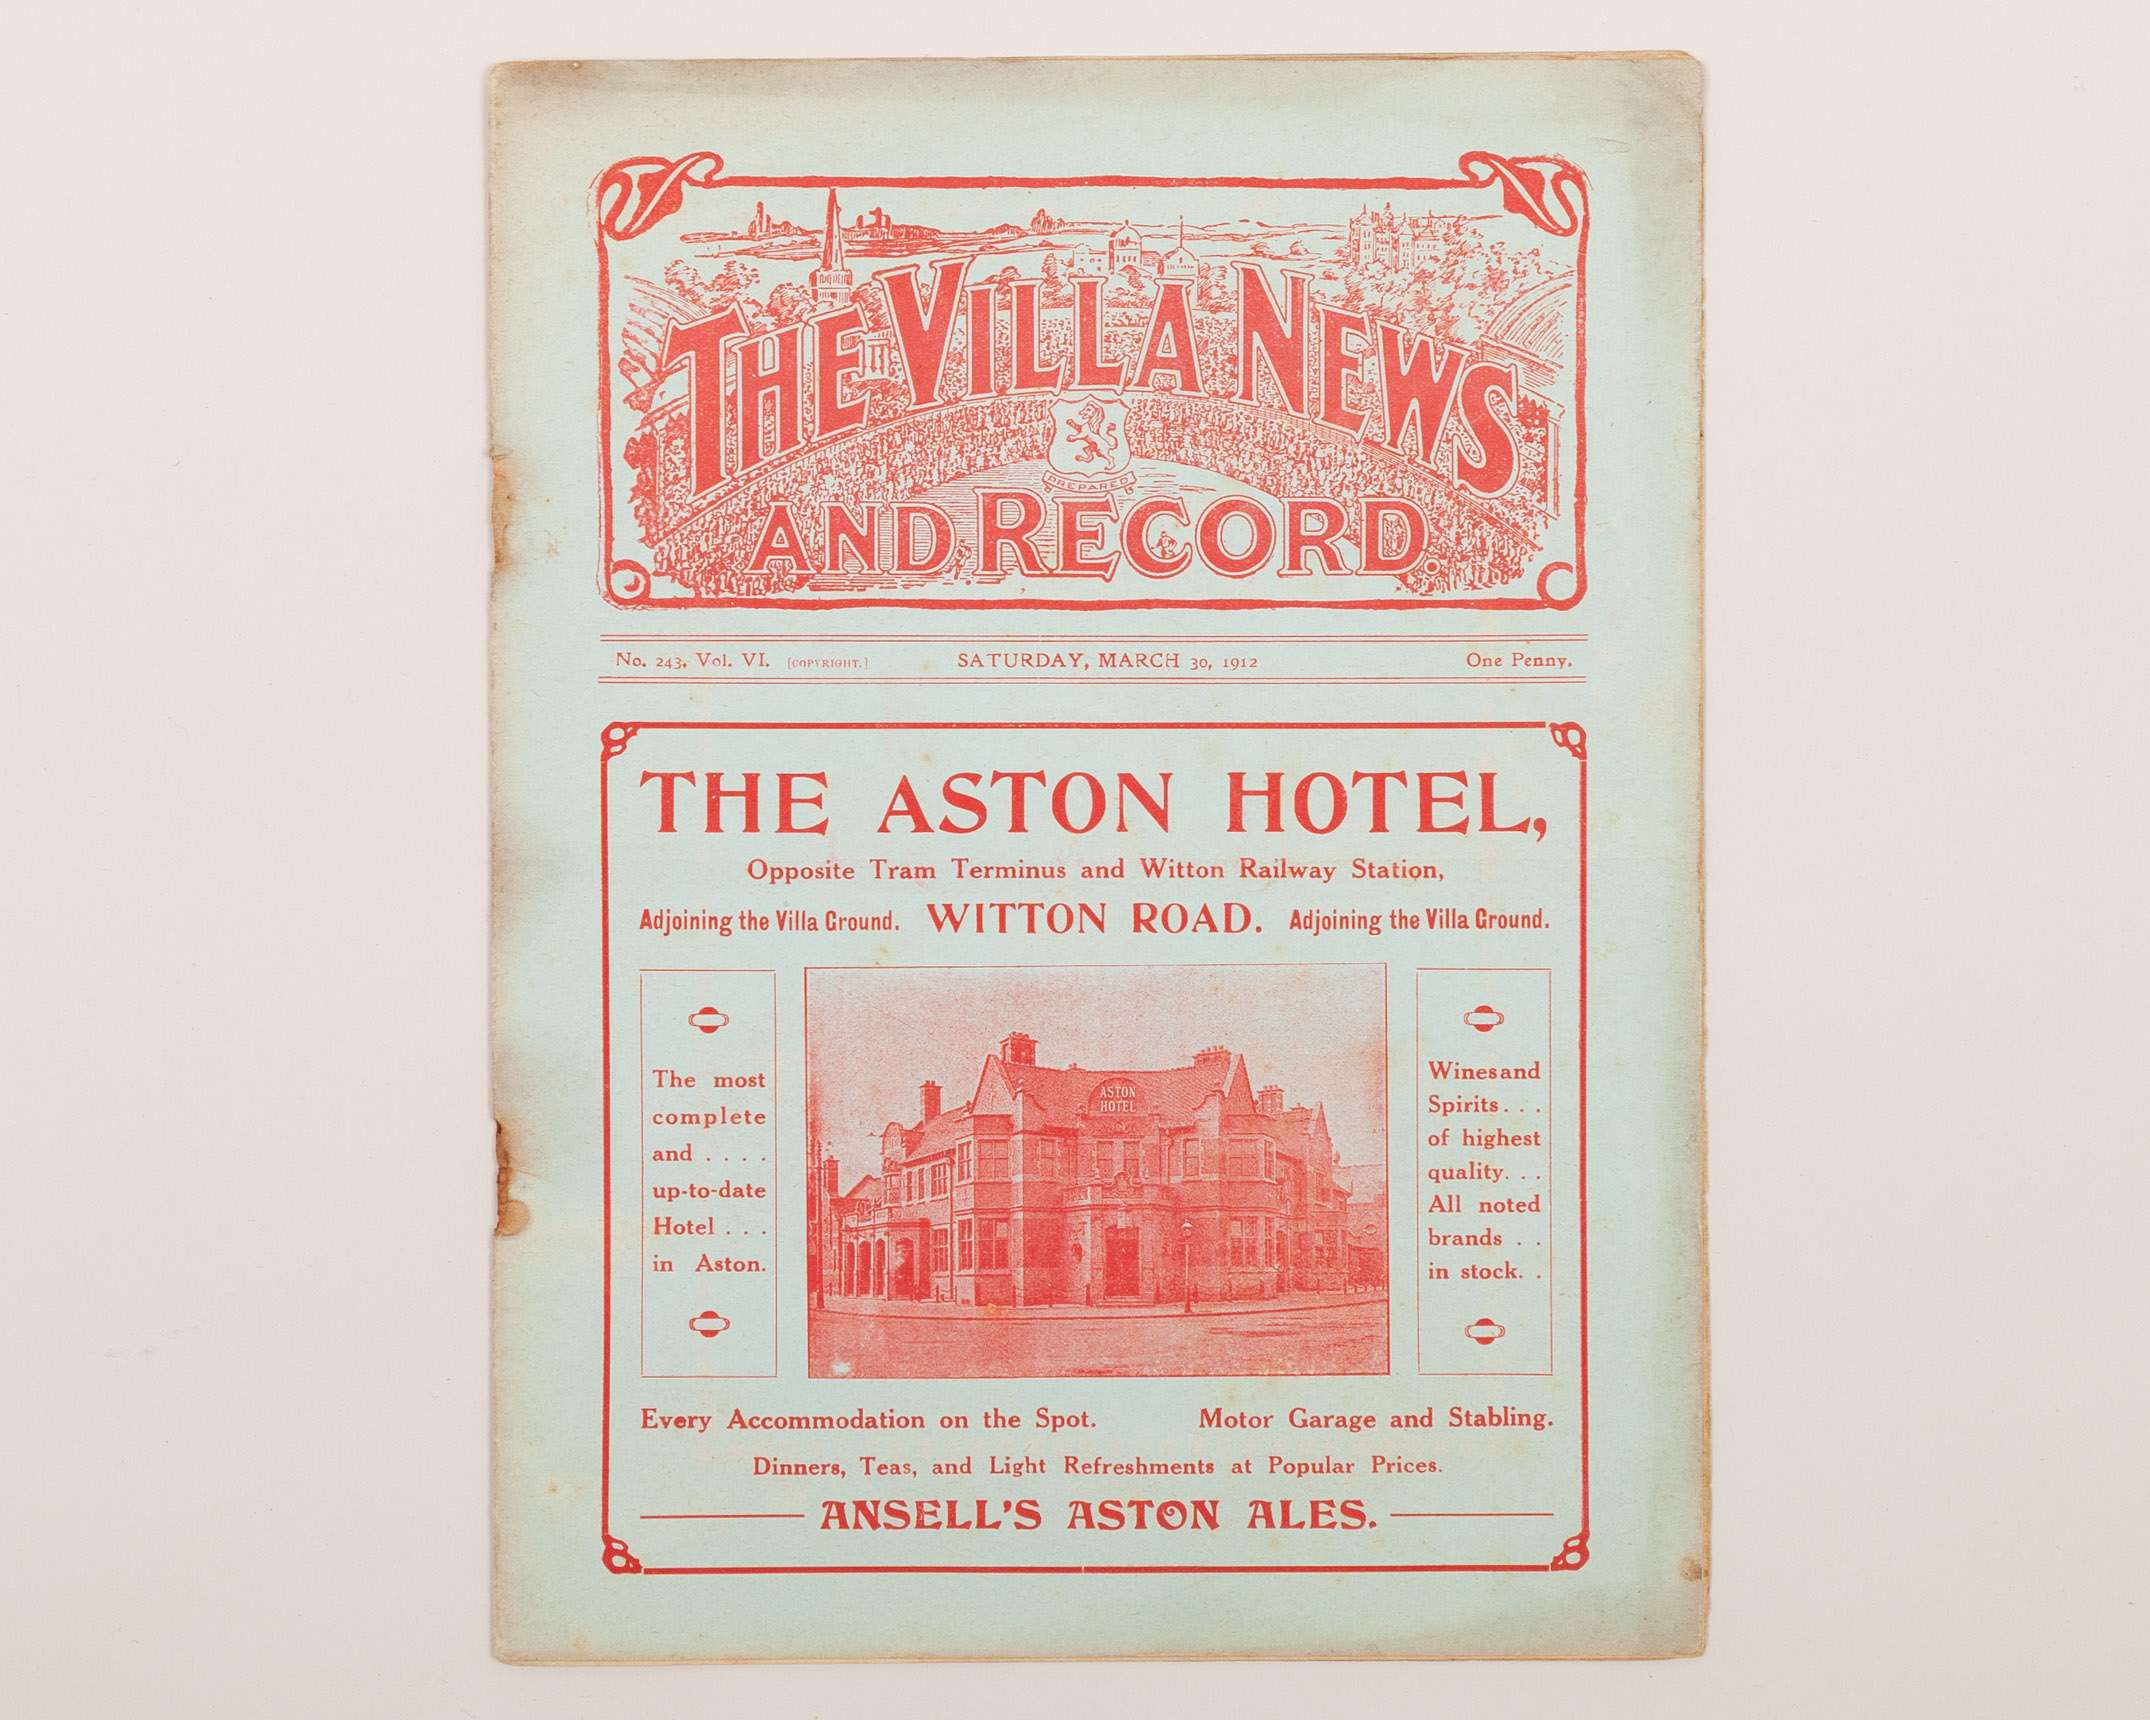 THE VILLA NEWS
PREPARED
AND RECORD.
No. 243. Vol. VI. [COPYRIGHT.] SATURDAY, MARCH 30, 1912 One Penny.
THE ASTON HOTEL,
Opposite Tram Terminus and Witton Railway Station,
Adjoining the Villa Ground. WITTON ROAD. Adjoining the Villa Ground.
The most
complete
and . . . .
up-to-date
Hotel . . .
in Aston.
ASTON
HOTEL
Wines and
Spirits . . .
of highest
quality. . .
All noted
brands . .
in stock. .
Every Accommodation on the Spot. Motor Garage and Stabling.
Dinners, Teas, and Light Refreshments at Popular Prices.
ANSELL'S ASTON ALES.